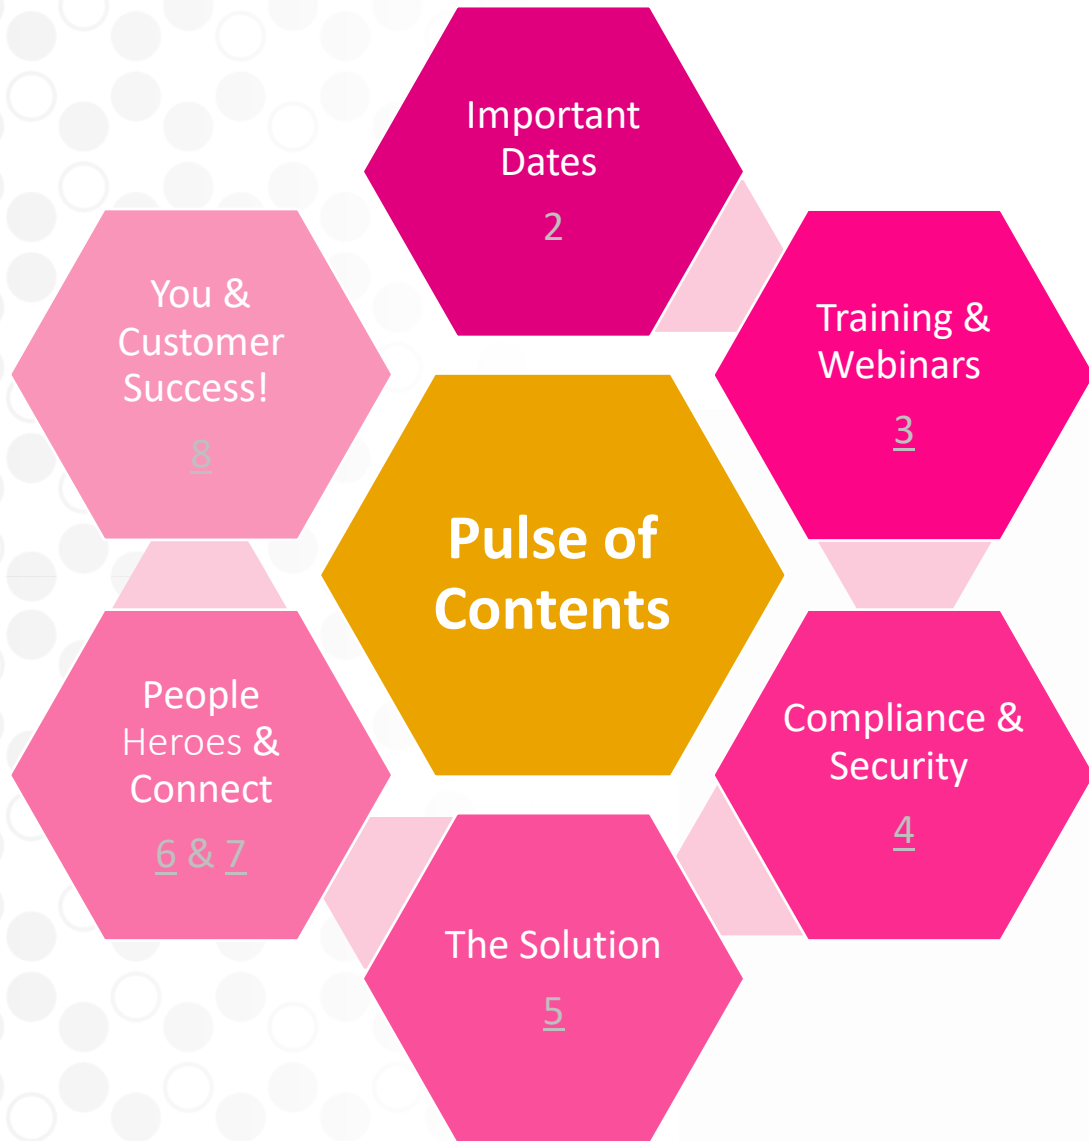 Important
Dates
2
Training &
Webinars
3
Compliance &
Security
4
The Solution
5
People
Heroes &
Connect
6 & 7
You &
Customer
Success!
8
Pulse of
Contents